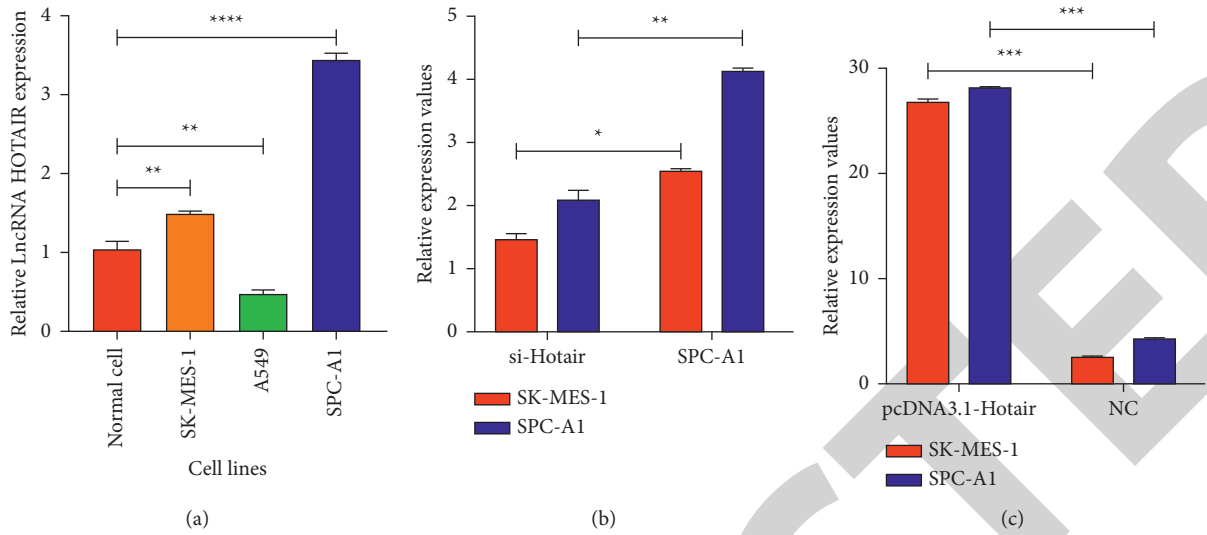 Relative LncRNA HOTAIR expression
4
3
2
1
0
****
**
**
Normal cell
SK-MES-1
A549
SPC-A1
Cell lines
(a)
Relative expression values
5
4
3
2
1
0
**
*
si-Hotair
SPC-A1
SK-MES-1
SPC-A1
(b)
Relative expression values
30
20
10
0
***
***
pcDNA3.1-Hotair
NC
SK-MES-1
SPC-A1
(c)